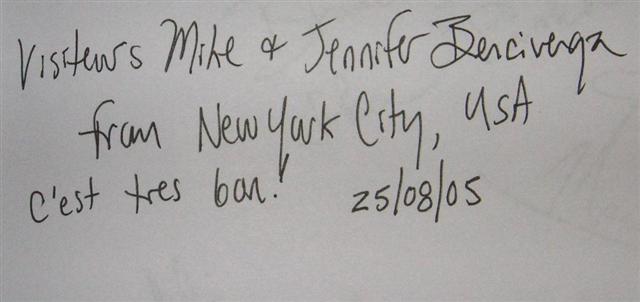 Visiteurs Mike & Jennifer Bencivenga
from New York City, USA
c'est tres bon! 25/08/05